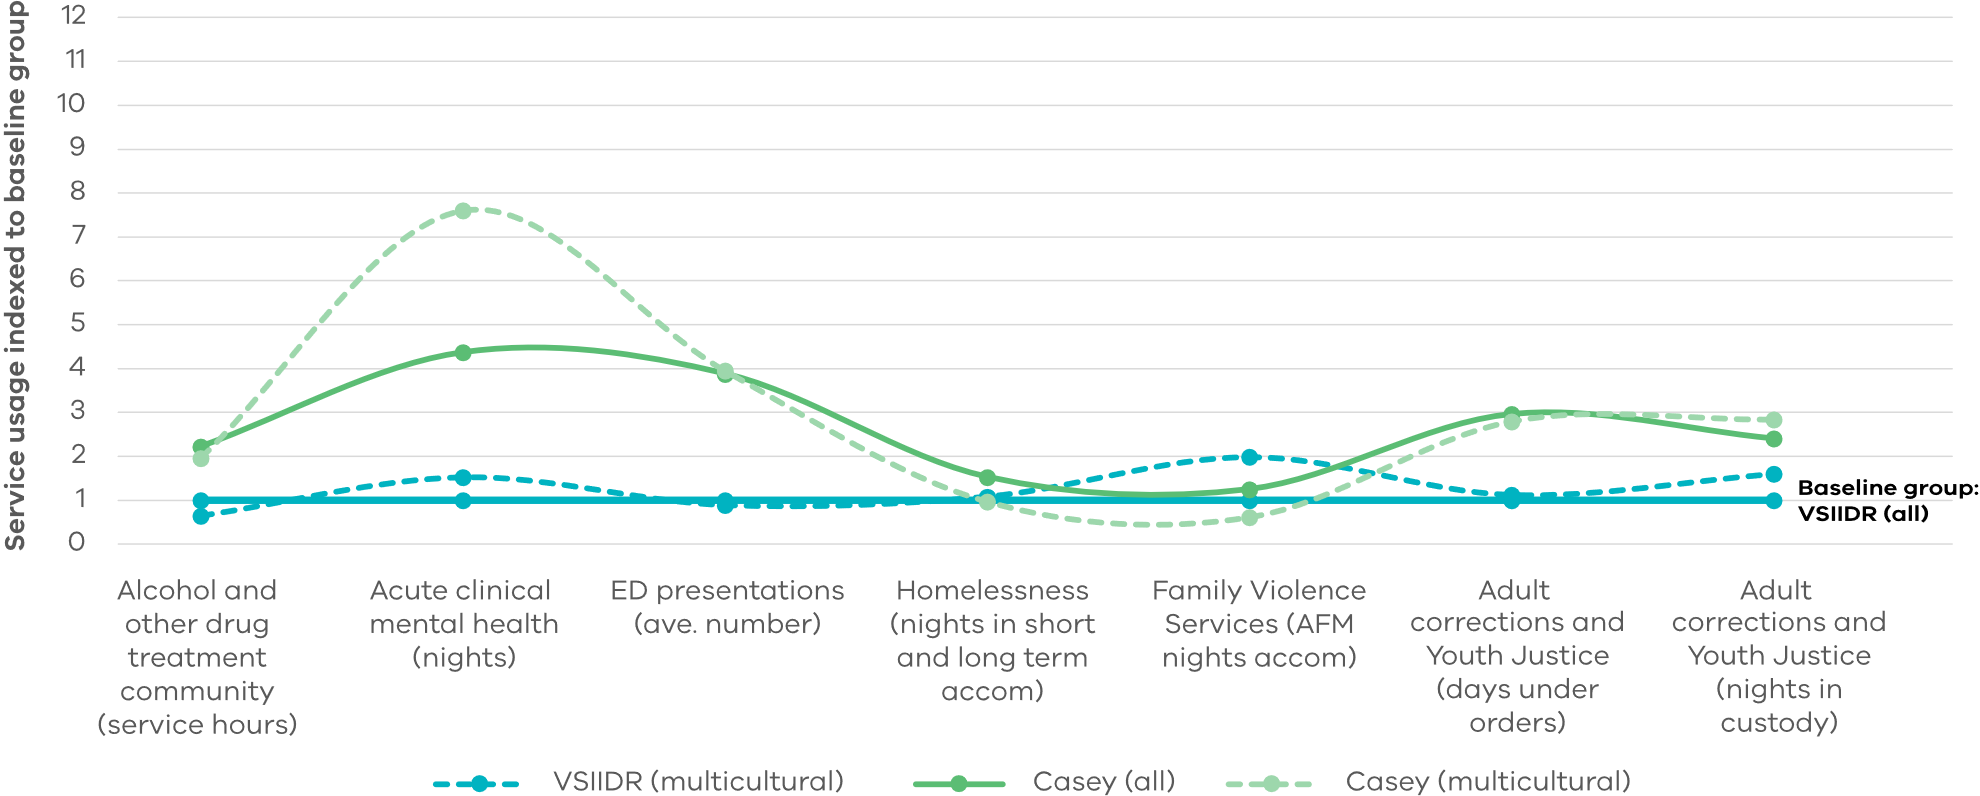 Service usage indexed to baseline group
12
11
10
9
8
7
6
5
4
3
2
1
0
Baseline group:
VSIIDR (all)
Alcohol and
other drug
treatment
community
(service hours)
Acute clinical
mental health
(nights)
ED presentations
(ave. number)
Homelessness
(nights in short
and long term
accom)
Family Violence
Services (AFM
nights accom)
Adult
corrections and
Youth Justice
(days under
orders)
Adult
corrections and
Youth Justice
(nights in
custody)
VSIIDR (multicultural)
Casey (all)
Casey (multicultural)